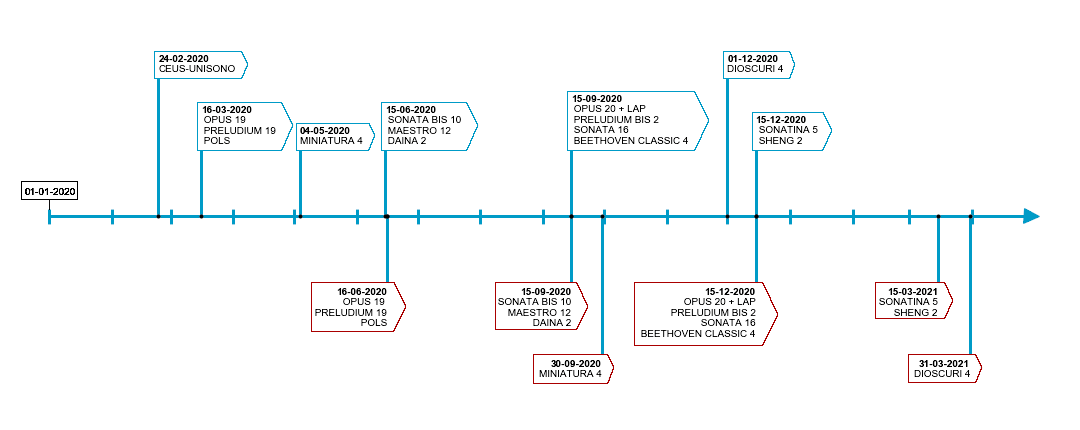 24-02-2020
CEUS-UNISONO
01-12-2020
DIOSCURI 4
16-03-2020
OPUS 19
PRELUDIUM 19
POLS
04-05-2020
MINIATURA 4
15-06-2020
SONATA BIS 10
MAESTRO 12
DAINA 2
15-09-2020
OPUS 20 + LAP
PRELUDIUM BIS 2
SONATA 16
BEETHOVEN CLASSIC 4
15-12-2020
SONATINA 5
SHENG 2
01-01-2020
16-06-2020
OPUS 19
PRELUDIUM 19
POLS
15-09-2020
SONATA BIS 10
MAESTRO 12
DAINA 2
15-12-2020
OPUS 20 + LAP
PRELUDIUM BIS 2
SONATA 16
BEETHOVEN CLASSIC 4
15-03-2021
SONATINA 5
SHENG 2
30-09-2020
MINIATURA 4
31-03-2021
DIOSCURI 4